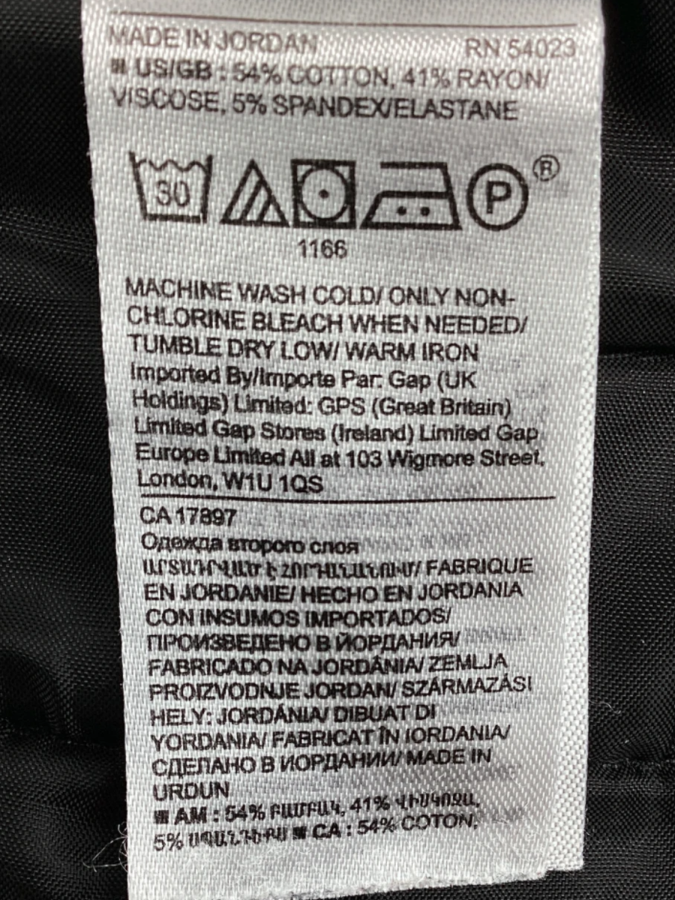 MADE IN JORDAN RN 54023
US/GB : 54% COTTON, 41% RAYON/
VISCOSE, 5% SPANDEX/ELASTANE
30 P ®
1166
MACHINE WASH COLD/ ONLY NON-
CHLORINE BLEACH WHEN NEEDED/
TUMBLE DRY LOW/ WARM IRON
Imported By/Importe Par: Gap (UK
Holdings) Limited: GPS (Great Britain)
Limited Gap Stores (Ireland) Limited Gap
Europe Limited All at 103 Wigmore Street,
London, W1U 1QS
CA 17897
Одежда второго слоя
ԱՐՏԱԴՐՎԱԾ Է ՀՈՐԴԱՆԱՆՈՒՄ/ FABRIQUE
EN JORDANIE/ HECHO EN JORDANIA
CON INSUMOS IMPORTADOS/
ПРОИЗВЕДЕНО В ЙОРДАНИЯ/
FABRICADO NA JORDÂNIA/ ZEMLJA
PROIZVODNJE JORDAN/ SZÁRMAZÁSI
HELY: JORDÁNIA/ DIBUAT DI
YORDANIA/ FABRICAT ÎN IORDANIA/
СДЕЛАНО В ИОРДАНИИ/ MADE IN
URDUN
AM : 54% ԲԱՄԲԱԿ, 41% ՎԻՍԿՈԶԱ,
5% ՍՊԱՆԴԵՔՍ CA : 54% COTON,